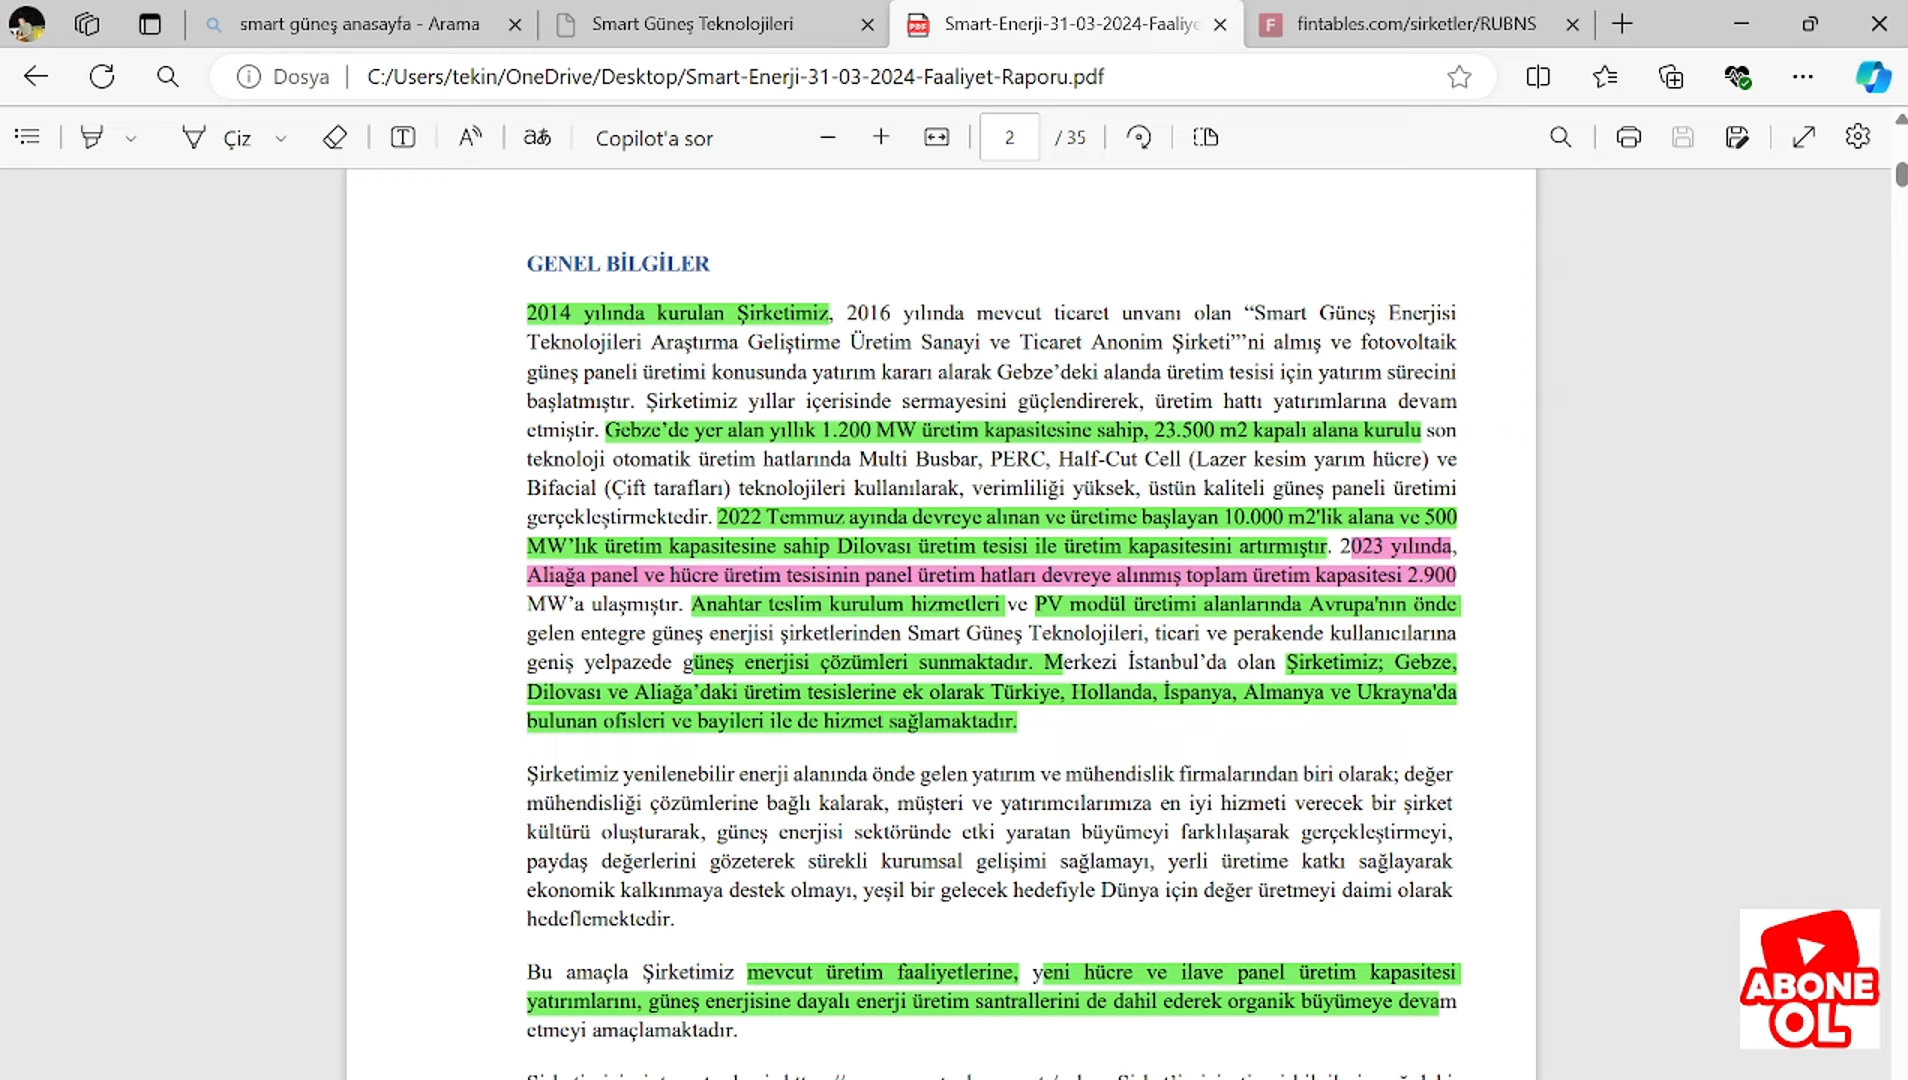 smart güneş anasayfa - Arama
Smart Güneş Teknolojileri
Smart-Enerji-31-03-2024-Faaliye
fintables.com/sirketler/RUBNS
Dosya
C:/Users/tekin/OneDrive/Desktop/Smart-Enerji-31-03-2024-Faaliyet-Raporu.pdf
Çiz
aあ
Copilot'a sor
2
/ 35
GENEL BİLGİLER
2014 yılında kurulan Şirketimiz, 2016 yılında mevcut ticaret unvanı olan “Smart Güneş Enerjisi
Teknolojileri Araştırma Geliştirme Üretim Sanayi ve Ticaret Anonim Şirketi”’ni almış ve fotovoltaik
güneş paneli üretimi konusunda yatırım kararı alarak Gebze’deki alanda üretim tesisi için yatırım sürecini
başlatmıştır. Şirketimiz yıllar içerisinde sermayesini güçlendirerek, üretim hattı yatırımlarına devam
etmiştir. Gebze’de yer alan yıllık 1.200 MW üretim kapasitesine sahip, 23.500 m2 kapalı alana kurulu son
teknoloji otomatik üretim hatlarında Multi Busbar, PERC, Half-Cut Cell (Lazer kesim yarım hücre) ve
Bifacial (Çift tarafları) teknolojileri kullanılarak, verimliliği yüksek, üstün kaliteli güneş paneli üretimi
gerçekleştirmektedir. 2022 Temmuz ayında devreye alınan ve üretime başlayan 10.000 m2'lik alana ve 500
MW’lık üretim kapasitesine sahip Dilovası üretim tesisi ile üretim kapasitesini artırmıştır. 2023 yılında,
Aliağa panel ve hücre üretim tesisinin panel üretim hatları devreye alınmış toplam üretim kapasitesi 2.900
MW’a ulaşmıştır. Anahtar teslim kurulum hizmetleri ve PV modül üretimi alanlarında Avrupa'nın önde
gelen entegre güneş enerjisi şirketlerinden Smart Güneş Teknolojileri, ticari ve perakende kullanıcılarına
geniş yelpazede güneş enerjisi çözümleri sunmaktadır. Merkezi İstanbul’da olan Şirketimiz; Gebze,
Dilovası ve Aliağa’daki üretim tesislerine ek olarak Türkiye, Hollanda, İspanya, Almanya ve Ukrayna'da
bulunan ofisleri ve bayileri ile de hizmet sağlamaktadır.
Şirketimiz yenilenebilir enerji alanında önde gelen yatırım ve mühendislik firmalarından biri olarak; değer
mühendisliği çözümlerine bağlı kalarak, müşteri ve yatırımcılarımıza en iyi hizmeti verecek bir şirket
kültürü oluşturarak, güneş enerjisi sektöründe etki yaratan büyümeyi farklılaşarak gerçekleştirmeyi,
paydaş değerlerini gözeterek sürekli kurumsal gelişimi sağlamayı, yerli üretime katkı sağlayarak
ekonomik kalkınmaya destek olmayı, yeşil bir gelecek hedefiyle Dünya için değer üretmeyi daimi olarak
hedeflemektedir.
Bu amaçla Şirketimiz mevcut üretim faaliyetlerine, yeni hücre ve ilave panel üretim kapasitesi
yatırımlarını, güneş enerjisine dayalı enerji üretim santrallerini de dahil ederek organik büyümeye devam
etmeyi amaçlamaktadır.
ABONE
OL